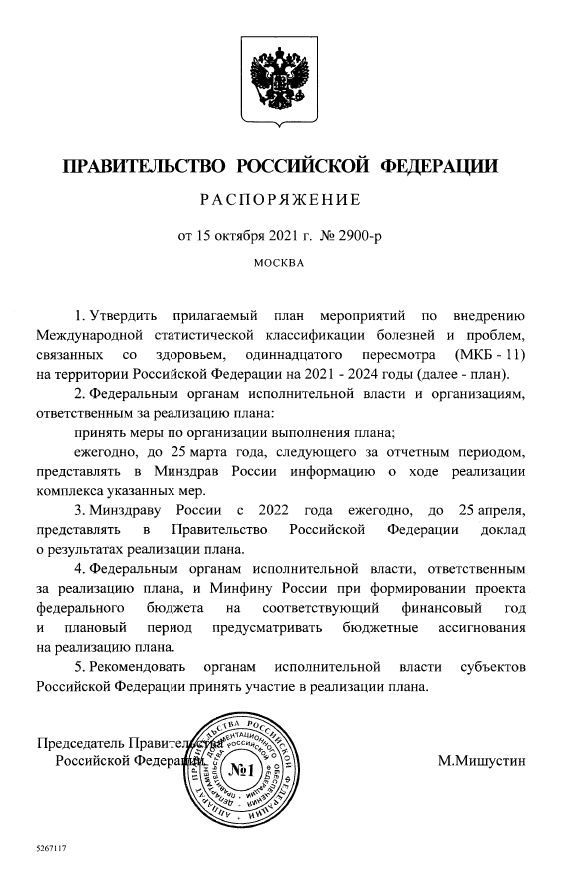 ПРАВИТЕЛЬСТВО РОССИЙСКОЙ ФЕДЕРАЦИИ
РАСПОРЯЖЕНИЕ
от 15 октября 2021 г. № 2900-р
МОСКВА
1. Утвердить прилагаемый план мероприятий по внедрению
Международной статистической классификации болезней и проблем,
связанных со здоровьем, одиннадцатого пересмотра (МКБ - 11)
на территории Российской Федерации на 2021 - 2024 годы (далее - план).
2. Федеральным органам исполнительной власти и организациям,
ответственным за реализацию плана:
принять меры по организации выполнения плана;
ежегодно, до 25 марта года, следующего за отчетным периодом,
представлять в Минздрав России информацию о ходе реализации
комплекса указанных мер.
3. Минздраву России с 2022 года ежегодно, до 25 апреля,
представлять в Правительство Российской Федерации доклад
о результатах реализации плана.
4. Федеральным органам исполнительной власти, ответственным
за реализацию плана, и Минфину России при формировании проекта
федерального бюджета на соответствующий финансовый год
и плановый период предусматривать бюджетные ассигнования
на реализацию плана.
5. Рекомендовать органам исполнительной власти субъектов
Российской Федерации принять участие в реализации плана.
Председатель Правительства
Российской Федерации
М.Мишустин
АППАРАТ ПРАВИТЕЛЬСТВА РОССИЙСКОЙ ФЕДЕРАЦИИ
ДЕПАРТАМЕНТ ДОКУМЕНТАЦИОННОГО ОБЕСПЕЧЕНИЯ
ПРАВИТЕЛЬСТВА РОССИЙСКОЙ ФЕДЕРАЦИИ
№1
5267117